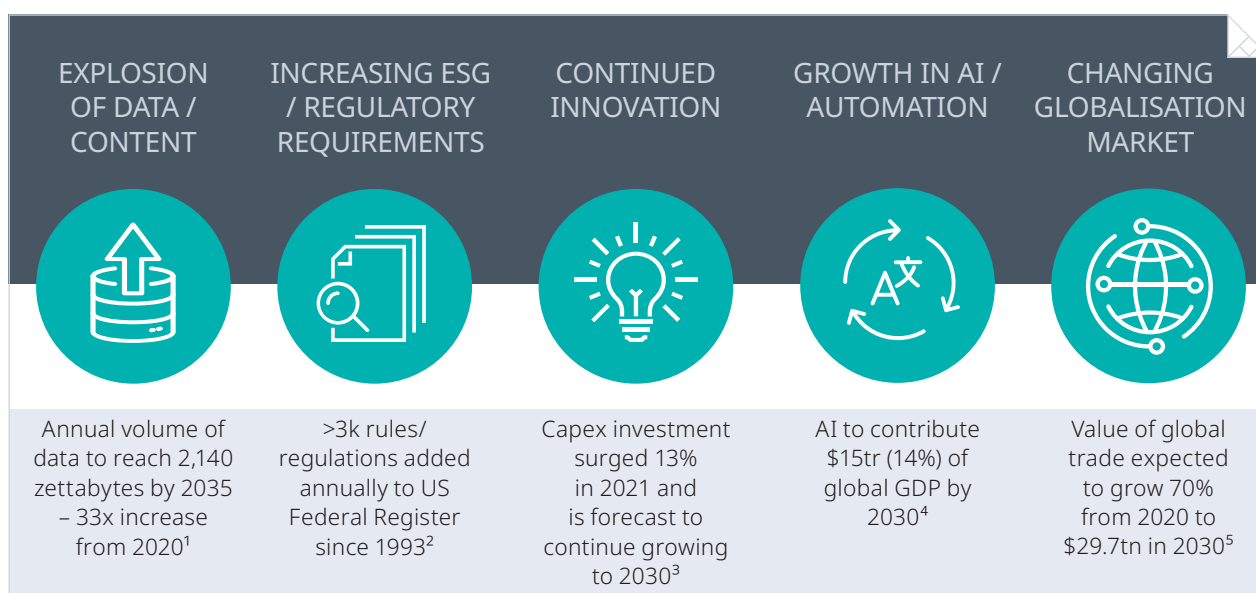 EXPLOSION
OF DATA /
CONTENT
INCREASING ESG
/ REGULATORY
REQUIREMENTS
CONTINUED
INNOVATION
GROWTH IN AI /
AUTOMATION
CHANGING
GLOBALISATION
MARKET
A文
Annual volume of
data to reach 2,140
zettabytes by 2035
– 33x increase
from 2020¹
>3k rules/
regulations added
annually to US
Federal Register
since 1993²
Capex investment
surged 13%
in 2021 and
is forecast to
continue growing
to 2030³
AI to contribute
$15tr (14%) of
global GDP by
2030⁴
Value of global
trade expected
to grow 70%
from 2020 to
$29.7tn in 2030⁵